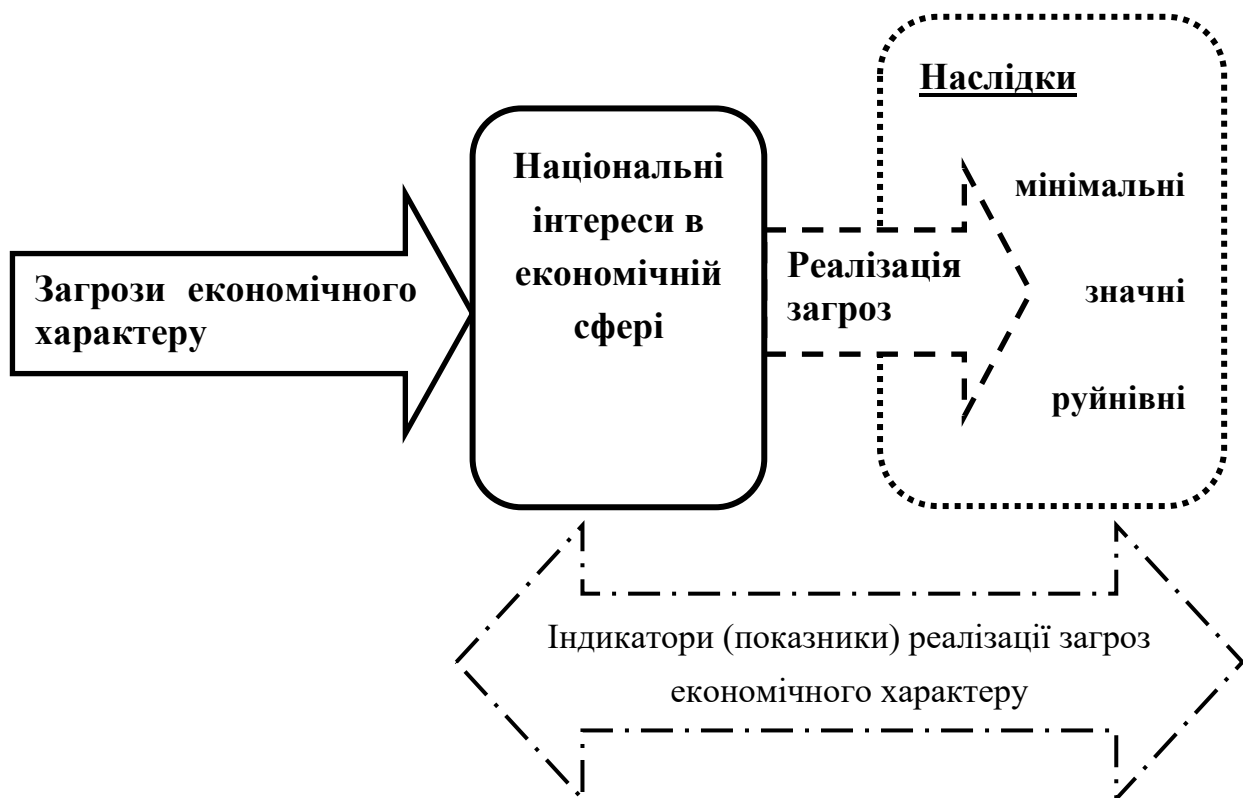 Загрози економічного
характеру
Національні
інтереси в
економічній
сфері
Реалізація
загроз
Наслідки
мінімальні
значні
руйнівні
Індикатори (показники) реалізації загроз
економічного характеру